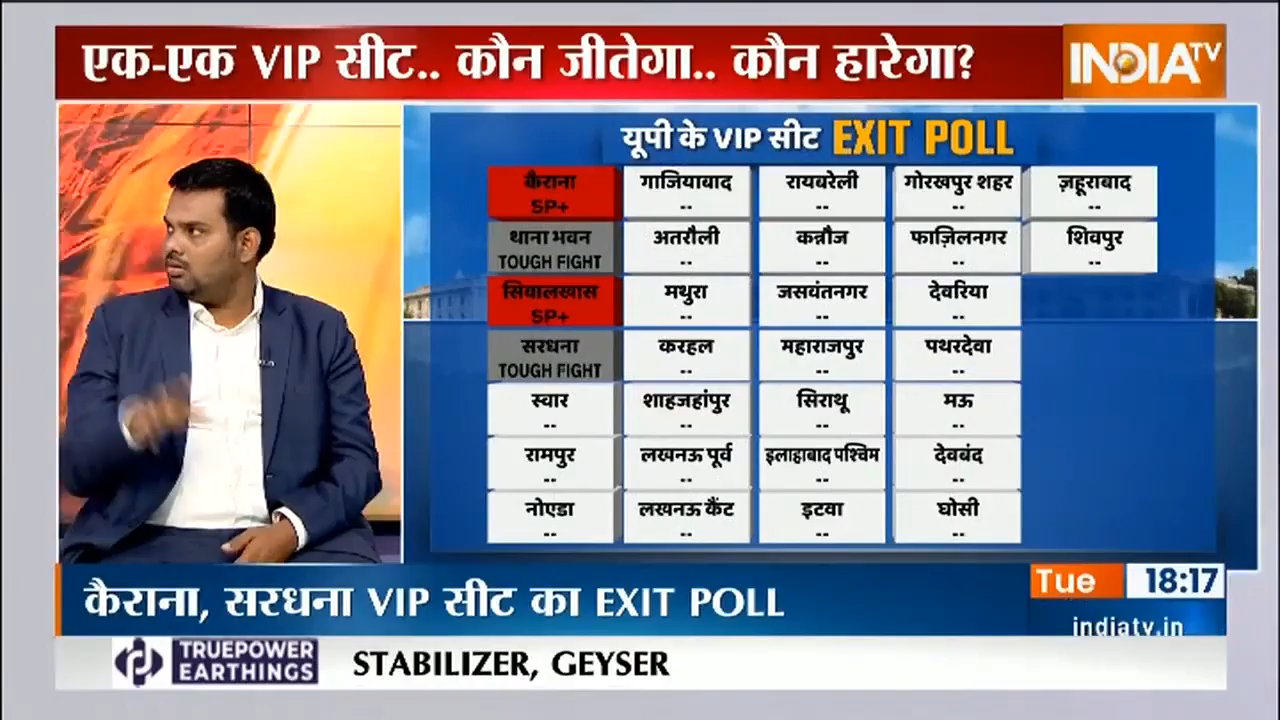 एक-एक VIP सीट.. कौन जीतेगा.. कौन हारेगा?
INDIA TV
यूपी के VIP सीट EXIT POLL
कैराना
SP+
गाजियाबाद
--
रायबरेली
--
गोरखपुर शहर
--
ज़हूराबाद
--
थाना भवन
TOUGH FIGHT
अतरौली
--
कन्नौज
--
फाज़िलनगर
--
शिवपुर
--
सिवालखास
SP+
मथुरा
--
जसवंतनगर
--
देवरिया
--
सरधना
TOUGH FIGHT
करहल
--
महाराजपुर
--
पथरदेवा
--
स्वार
--
शाहजहांपुर
--
सिराथू
--
मऊ
--
रामपुर
--
लखनऊ पूर्व
--
इलाहाबाद पश्चिम
--
देवबंद
--
नोएडा
--
लखनऊ कैंट
--
इटवा
--
घोसी
--
कैराना, सरधना VIP सीट का EXIT POLL
Tue 18:17
indiatv.in
TRUEPOWER
EARTHINGS
STABILIZER, GEYSER